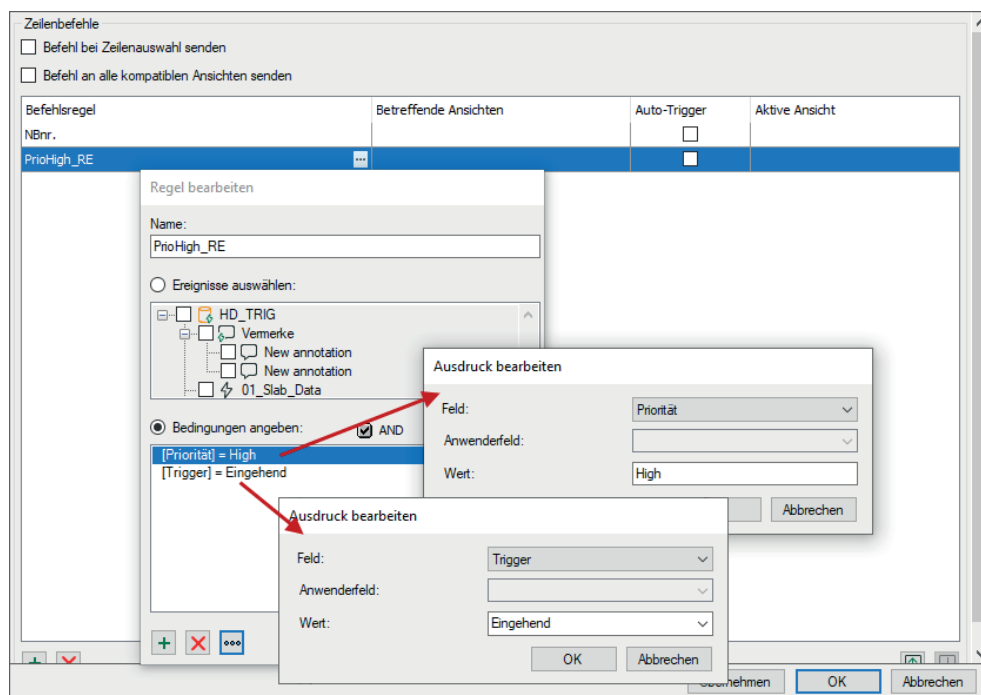 Zeilenbefehle
Befehl bei Zeilenauswahl senden
Befehl an alle kompatiblen Ansichten senden
Befehlsregel Betreffende Ansichten Auto-Trigger Aktive Ansicht
NBnr.
PrioHigh_RE
Regel bearbeiten
Name:
PrioHigh_RE
Ereignisse auswählen:
HD_TRIG
Vermerke
New annotation
New annotation
01_Slab_Data
Bedingungen angeben: AND
[Priorität] = High
[Trigger] = Eingehend
Ausdruck bearbeiten
Feld: Priorität
Anwenderfeld:
Wert: High
Abbrechen
Ausdruck bearbeiten
Feld: Trigger
Anwenderfeld:
Wert: Eingehend
OK Abbrechen
OK Abbrechen